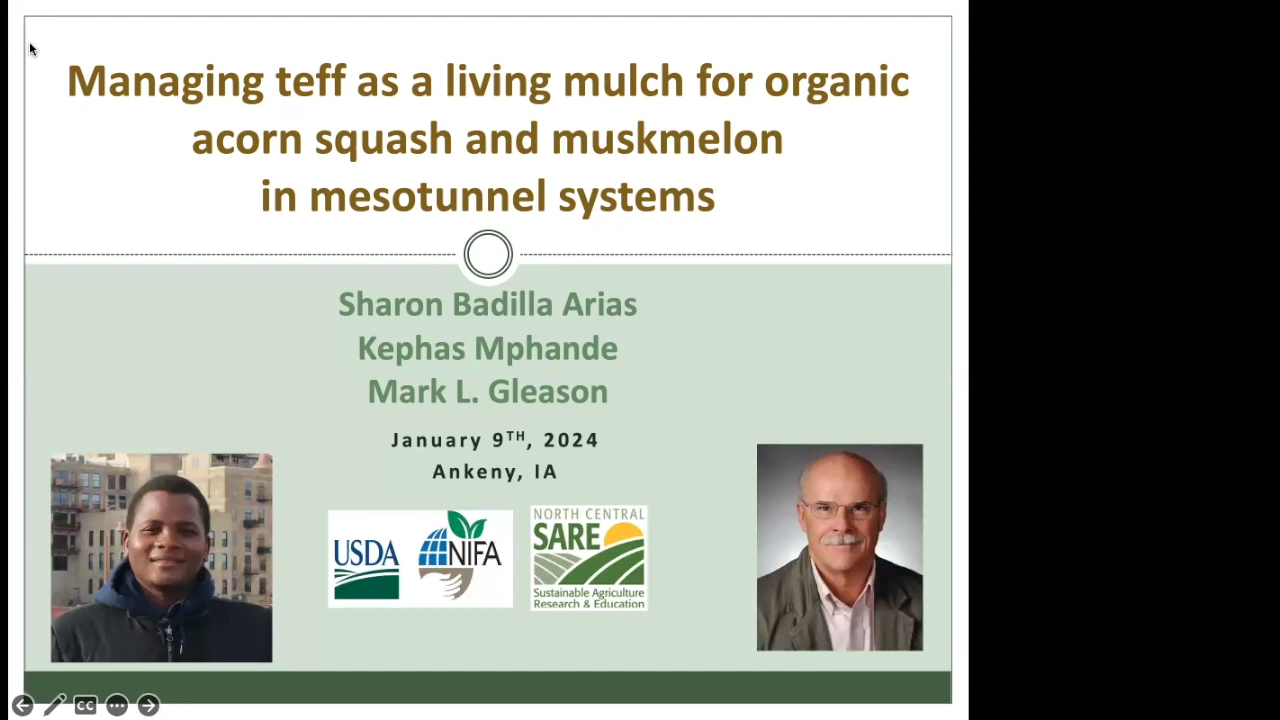 Managing teff as a living mulch for organic
acorn squash and muskmelon
in mesotunnel systems
Sharon Badilla Arias
Kephas Mphande
Mark L. Gleason
January 9TH, 2024
Ankeny, IA
USDA
NIFA
NORTH CENTRAL
SARE
Sustainable Agriculture
Research & Education
CC